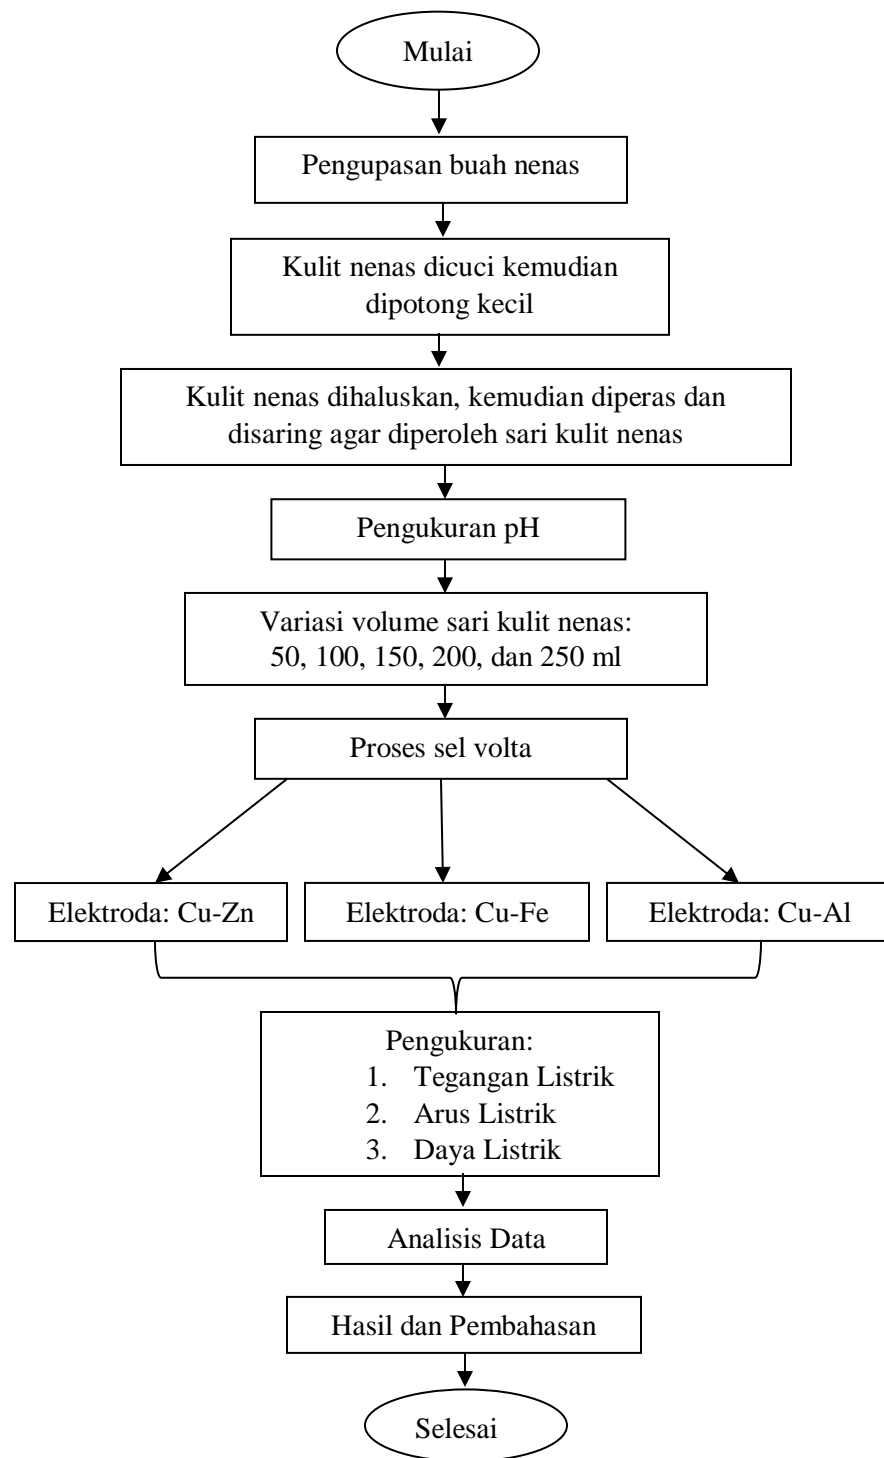 Mulai
Pengupasan buah nenas
Kulit nenas dicuci kemudian
dipotong kecil
Kulit nenas dihaluskan, kemudian diperas dan
disaring agar diperoleh sari kulit nenas
Pengukuran pH
Variasi volume sari kulit nenas:
50, 100, 150, 200, dan 250 ml
Proses sel volta
Elektroda: Cu-Zn
Elektroda: Cu-Fe
Elektroda: Cu-Al
Pengukuran:
1. Tegangan Listrik
2. Arus Listrik
3. Daya Listrik
Analisis Data
Hasil dan Pembahasan
Selesai